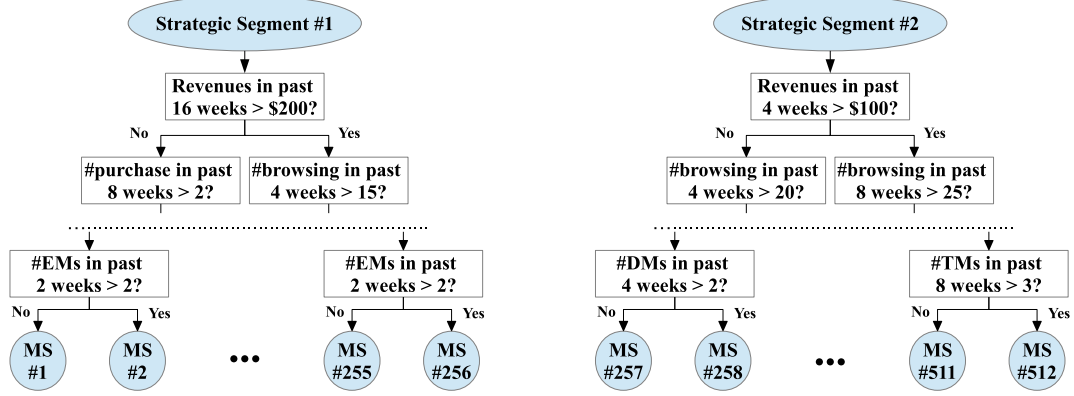 Strategic Segment #1
Revenues in past
16 weeks > $200?
No
Yes
#purchase in past
8 weeks > 2?
#browsing in past
4 weeks > 15?
#EMs in past
2 weeks > 2?
#EMs in past
2 weeks > 2?
No
Yes
No
Yes
MS
#1
MS
#2
•••
MS
#255
MS
#256
Strategic Segment #2
Revenues in past
4 weeks > $100?
No
Yes
#browsing in past
4 weeks > 20?
#browsing in past
8 weeks > 25?
#DMs in past
4 weeks > 2?
#TMs in past
8 weeks > 3?
No
Yes
No
Yes
MS
#257
MS
#258
•••
MS
#511
MS
#512